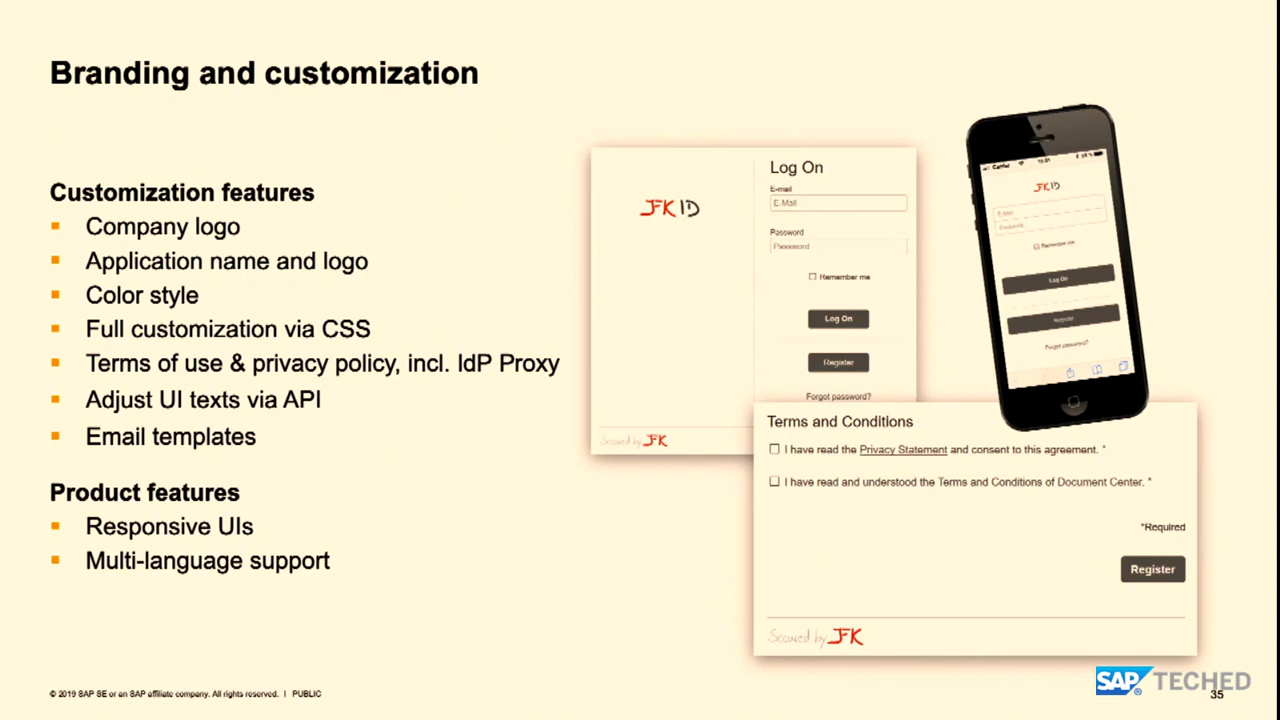 Branding and customization
Customization features
Company logo
Application name and logo
Color style
Full customization via CSS
Terms of use & privacy policy, incl. IdP Proxy
Adjust UI texts via API
Email templates
Product features
Responsive UIs
Multi-language support
JFK ID
Secured by JFK
Log On
E-mail
E-Mail
Password
Password
Remember me
Log On
Register
Forgot password?
Carrier
JFK ID
E-Mail
Password
Remember me
Log On
Register
Forgot password?
Terms and Conditions
I have read the Privacy Statement and consent to this agreement. *
I have read and understood the Terms and Conditions of Document Center. *
*Required
Register
Secured by JFK
© 2019 SAP SE or an SAP affiliate company. All rights reserved. | PUBLIC
SAP® TECHED
35